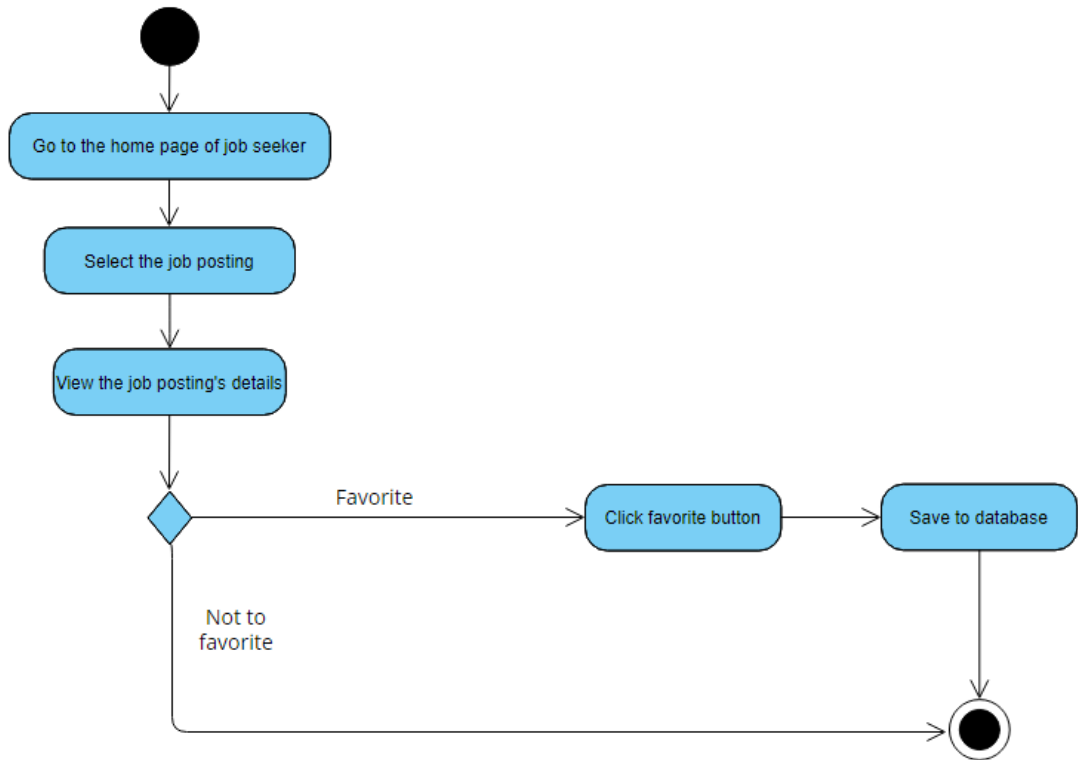 Go to the home page of job seeker
Select the job posting
View the job posting's details
Favorite
Click favorite button
Save to database
Not to
favorite